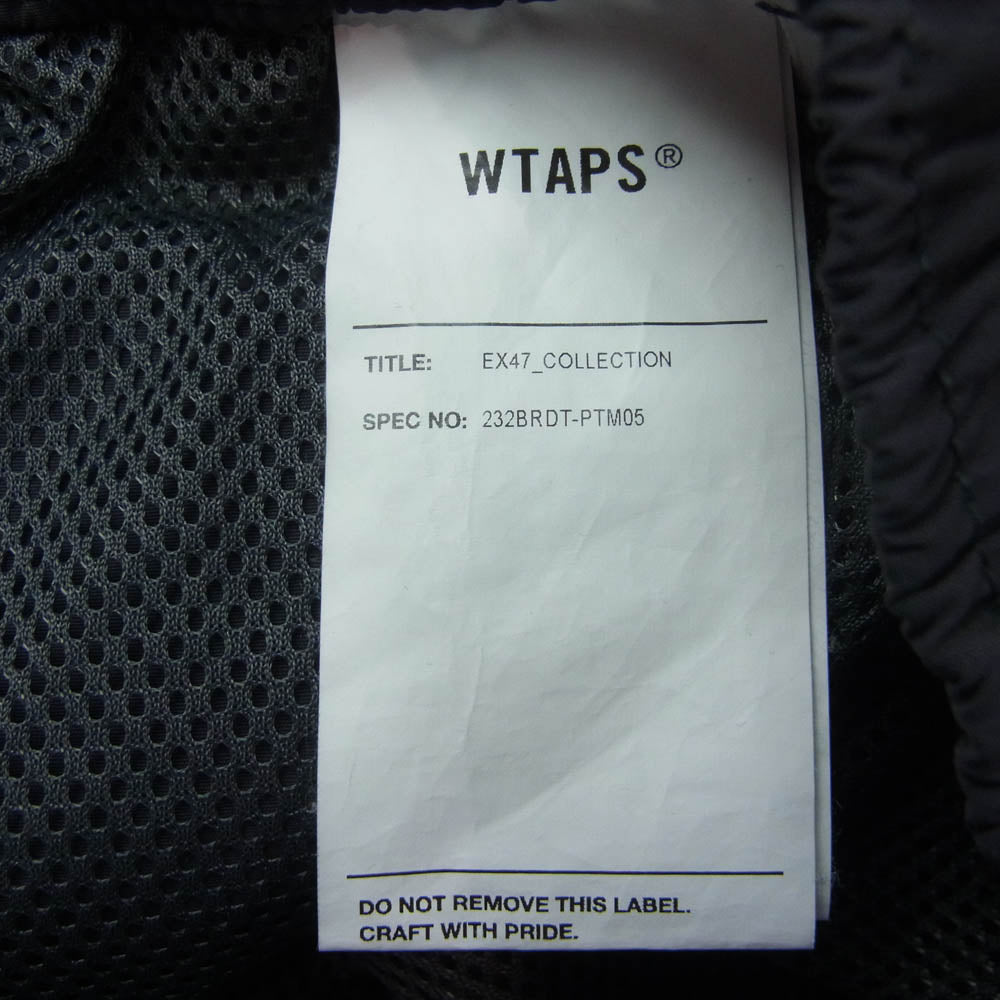 WTAPS®
TITLE: EX47_COLLECTION
SPEC NO: 232BRDT-PTM05
DO NOT REMOVE THIS LABEL.
CRAFT WITH PRIDE.